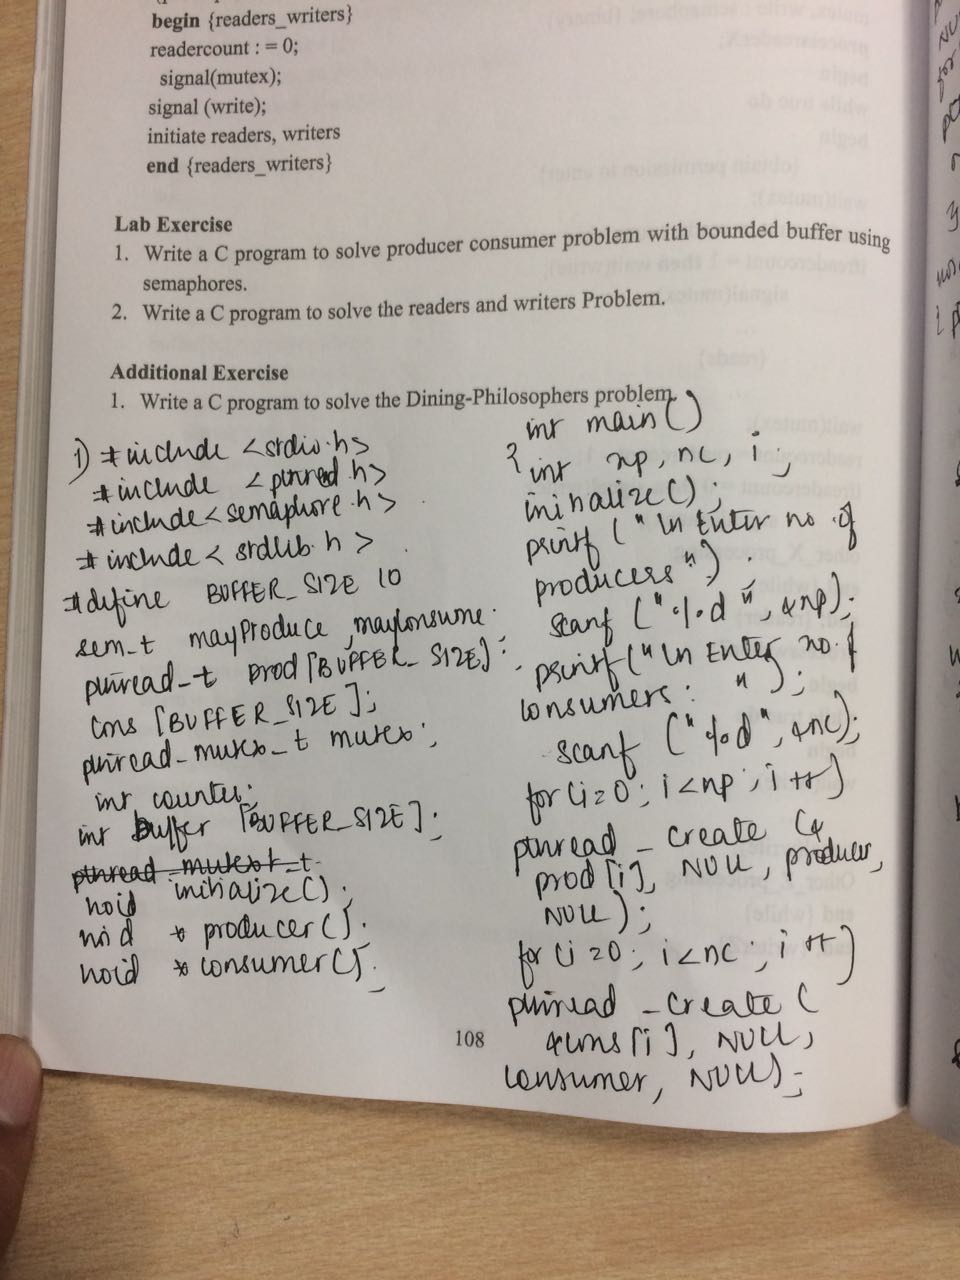 begin {readers_writers}
readercount : = 0;
signal(mutex);
signal (write);
initiate readers, writers
end {readers_writers}
Lab Exercise
1. Write a C program to solve producer consumer problem with bounded buffer using
semaphores.
2. Write a C program to solve the readers and writers Problem.
Additional Exercise
1. Write a C program to solve the Dining-Philosophers problem.
1) #include <stdio.h>
#include <pthread.h>
#include<semaphore.h>
#include< stdlib.h >
#define BUFFER_SIZE 10
sem_t mayProduce, mayConsume;
pthread_t prod[BUFFER_SIZE];
Cons [BUFFER_SIZE];
pthread_mutex_t mutex;
int counter;
int buffer [BUFFER_SIZE];
void initialize();
void * producer();
void * consumer();
108
int main()
{ int np, nc, i;
initialize();
printf ("\n Enter no. of
producers");
scanf ("%d", &np);
printf("\n Enter no. of
consumers: ");
scanf ("%d", &nc);
for(i=0; i<np; i++)
pthread_create (&
prod[i], NULL, producer,
NULL);
for(i=0; i<nc; i++)
pthread_create (
&cons[i], NULL,
consumer, NULL);